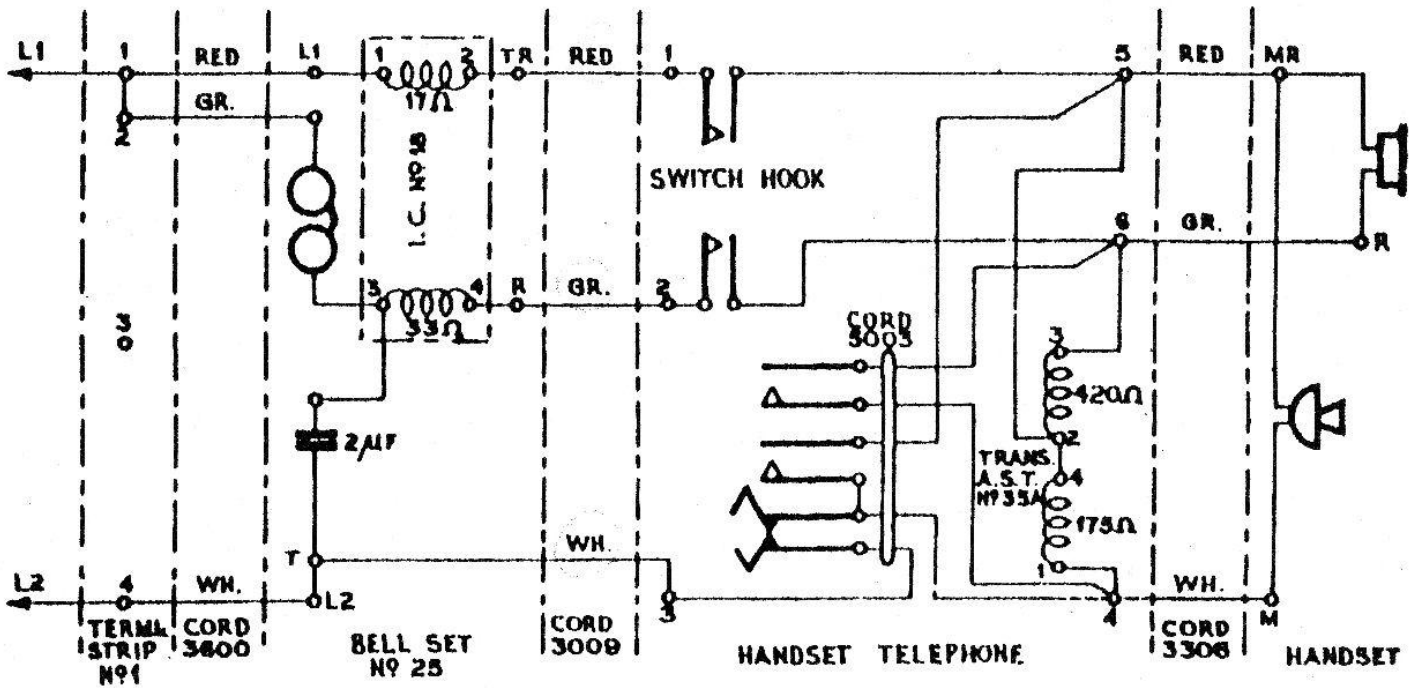 L1
1
RED
L1
1
2
TR
RED
1
5
RED
MR
17Ω
GR.
2
I.C. Nº 18
SWITCH HOOK
6
GR.
R
3
4
R
GR.
2
33Ω
3
CORD
3003
3
420Ω
2
2µF
TRANS.
A.S.T.
Nº 35A
4
175Ω
1
T
WH.
3
L2
4
WH.
L2
4
WH.
M
TERML
STRIP
Nº1
CORD
3600
BELL SET
Nº 25
CORD
3009
HANDSET TELEPHONE
CORD
3306
HANDSET